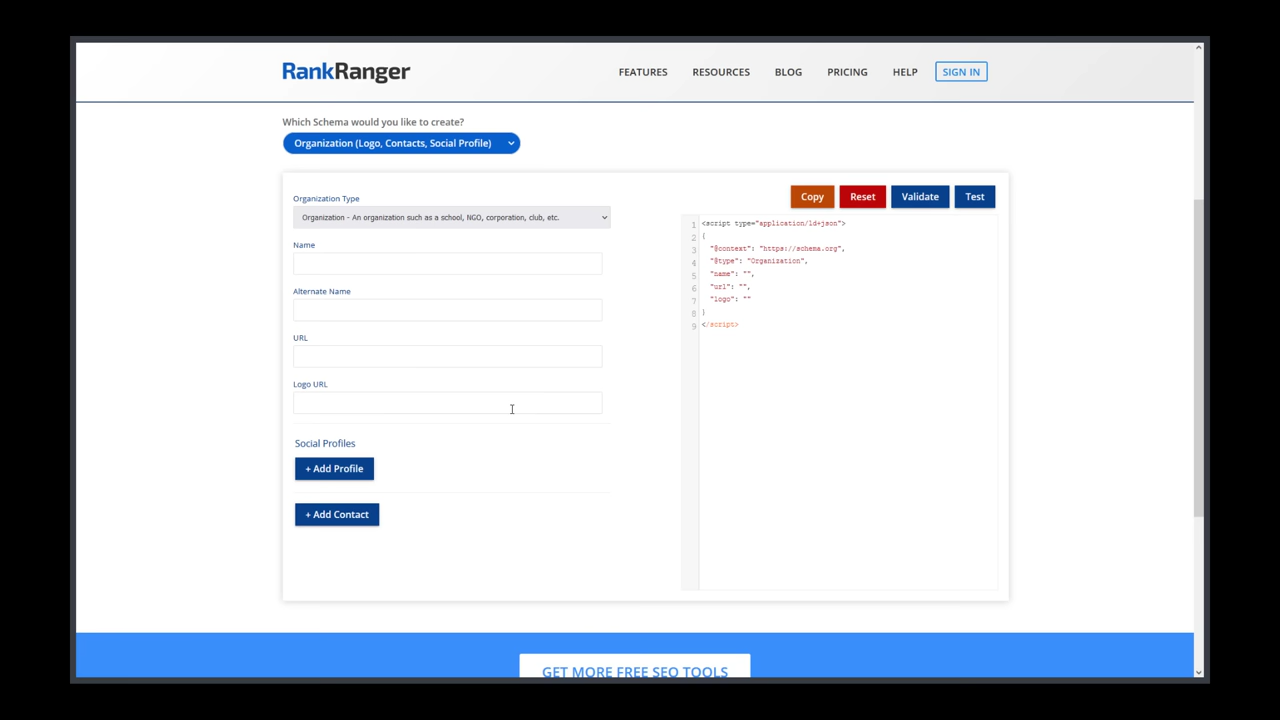 RankRanger
FEATURES
RESOURCES
BLOG
PRICING
HELP
SIGN IN
Which Schema would you like to create?
Organization (Logo, Contacts, Social Profile)
Organization Type
Organization - An organization such as a school, NGO, corporation, club, etc.
Name
Alternate Name
URL
Logo URL
Social Profiles
+ Add Profile
+ Add Contact
Copy
Reset
Validate
Test
1 <script type="application/ld+json">
2 {
3 "@context": "https://schema.org",
4 "@type": "Organization",
5 "name": "",
6 "url": "",
7 "logo": ""
8 }
9 </script>
GET MORE FREE SEO TOOLS